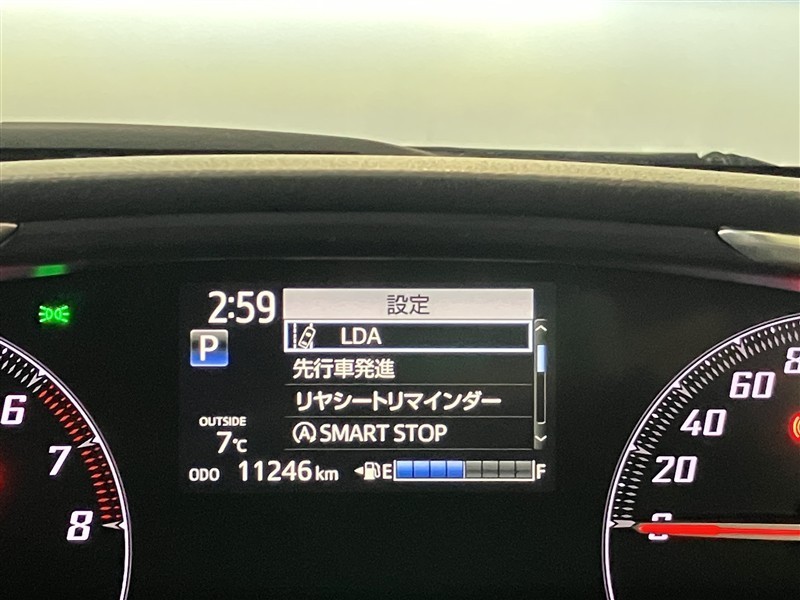 2:59
設定
LDA
P
先行車発進
リヤシートリマインダー
OUTSIDE
7℃
SMART STOP
ODO 11246 km
E F
6
7
8
0
20
40
60